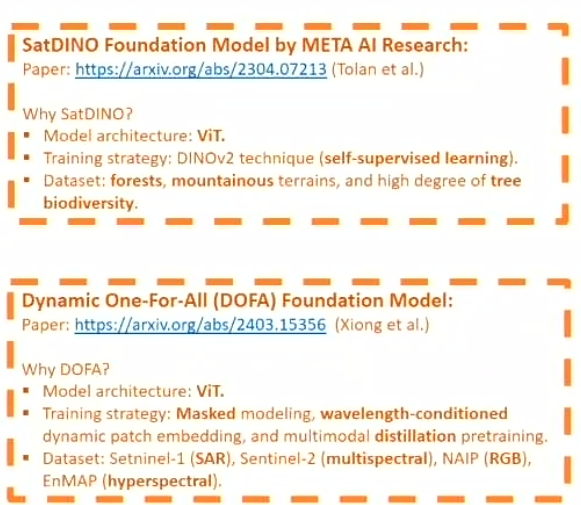 SatDINO Foundation Model by META AI Research:
Paper: https://arxiv.org/abs/2304.07213 (Tolan et al.)
Why SatDINO?
▪ Model architecture: ViT.
▪ Training strategy: DINOv2 technique (self-supervised learning).
▪ Dataset: forests, mountainous terrains, and high degree of tree
biodiversity.
Dynamic One-For-All (DOFA) Foundation Model:
Paper: https://arxiv.org/abs/2403.15356 (Xiong et al.)
Why DOFA?
▪ Model architecture: ViT.
▪ Training strategy: Masked modeling, wavelength-conditioned
dynamic patch embedding, and multimodal distillation pretraining.
▪ Dataset: Setninel-1 (SAR), Sentinel-2 (multispectral), NAIP (RGB),
EnMAP (hyperspectral).